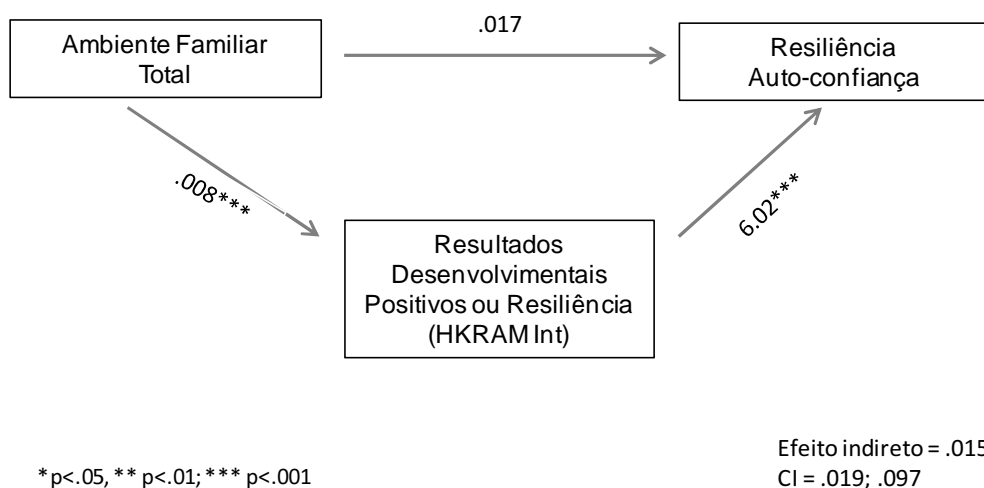 .017
Ambiente Familiar
Total
Resiliência
Auto-confiança
.008***
6.02***
Resultados
Desenvolvimentais
Positivos ou Resiliência
(HKRAM Int)
Efeito indireto = .015
*p<.05, ** p<.01; *** p<.001
CI = .019; .097